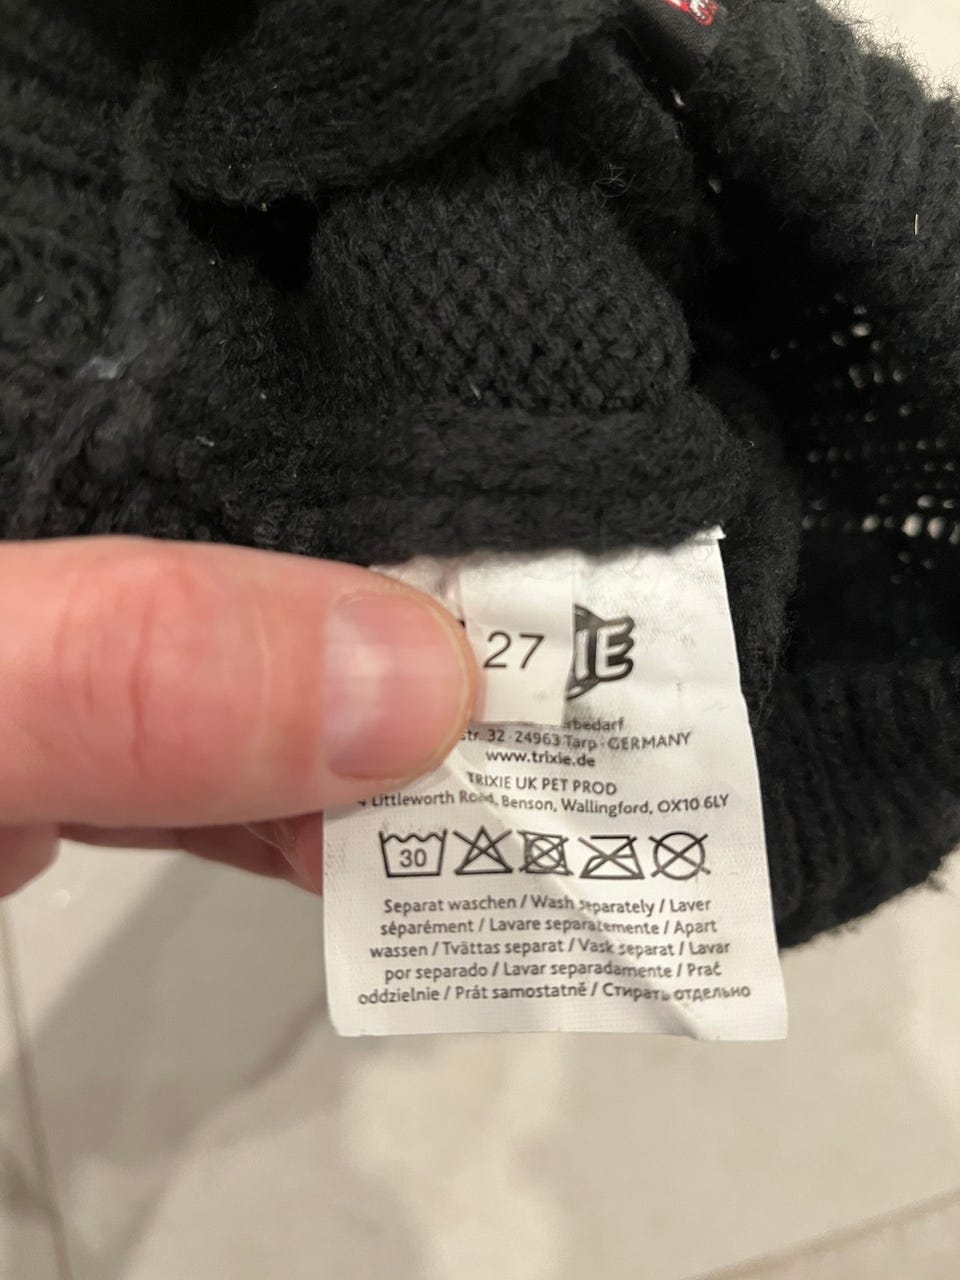 27
IE
str. 32 · 24963 Tarp · GERMANY
www.trixie.de
TRIXIE UK PET PROD
Littleworth Road, Benson, Wallingford, OX10 6LY
30
Separat waschen / Wash separately / Laver
séparément / Lavare separatemente / Apart
wassen / Tvättas separat / Vask separat / Lavar
por separado / Lavar separadamente / Prać
oddzielnie / Prát samostatně / Стирать отдельно